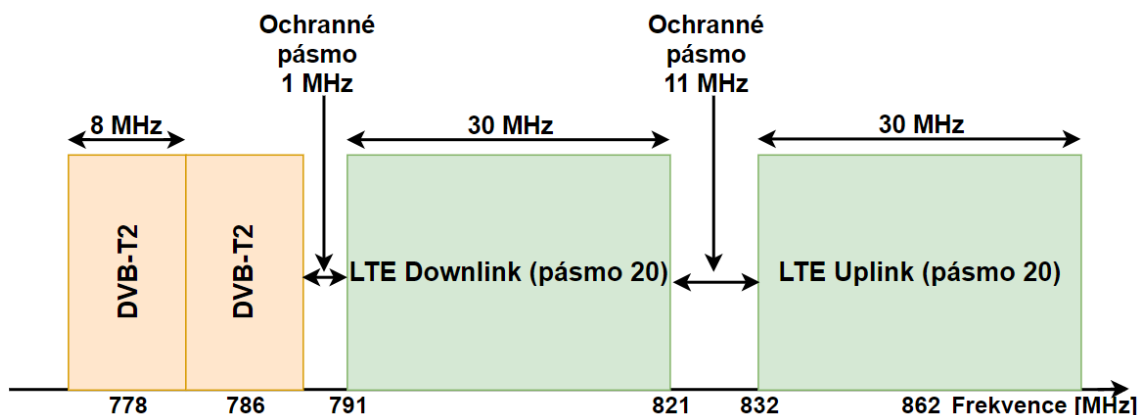 Ochranné
pásmo
1 MHz
Ochranné
pásmo
11 MHz
8 MHz
30 MHz
30 MHz
DVB-T2
DVB-T2
LTE Downlink (pásmo 20)
LTE Uplink (pásmo 20)
778
786
791
821
832
862
Frekvence [MHz]